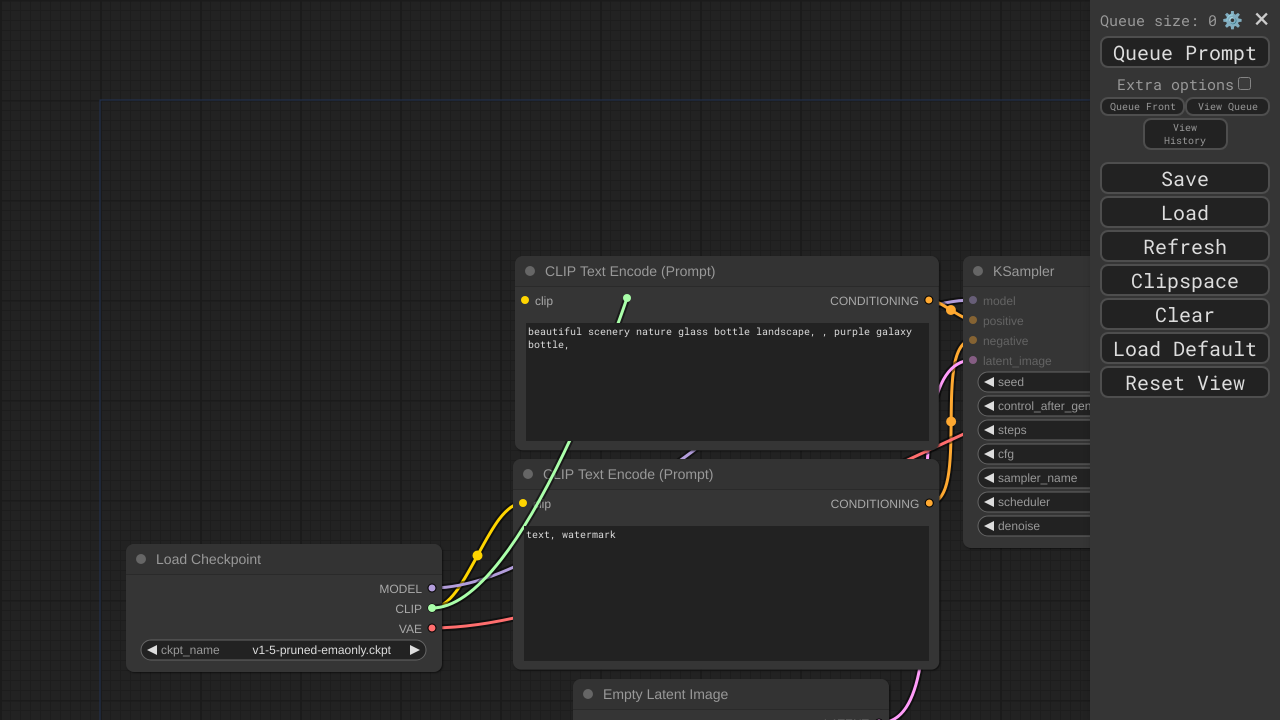 Queue size: 0
Queue Prompt
Extra options
Queue Front
View Queue
View
History
Save
Load
Refresh
Clipspace
Clear
Load Default
Reset View
CLIP Text Encode (Prompt)
clip
CONDITIONING
beautiful scenery nature glass bottle landscape, , purple galaxy
bottle,
KSampler
model
positive
negative
latent_image
seed
control_after_gen
steps
cfg
sampler_name
scheduler
denoise
CLIP Text Encode (Prompt)
clip
CONDITIONING
text, watermark
Load Checkpoint
MODEL
CLIP
VAE
ckpt_name v1-5-pruned-emaonly.ckpt
Empty Latent Image